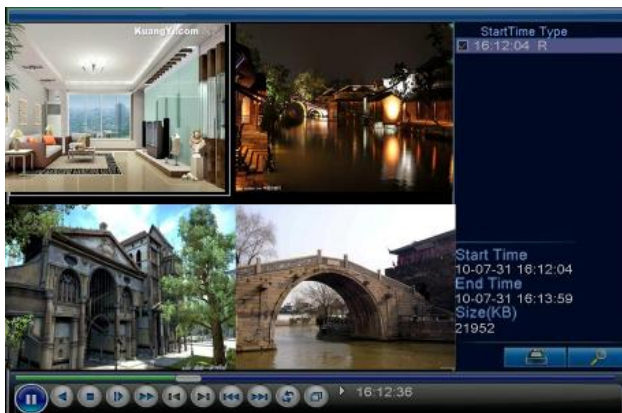 KuangYi.com
StartTime Type
16:12:04 R
Start Time
10-07-31 16:12:04
End Time
10-07-31 16:13:59
Size(KB)
21952
16:12:36